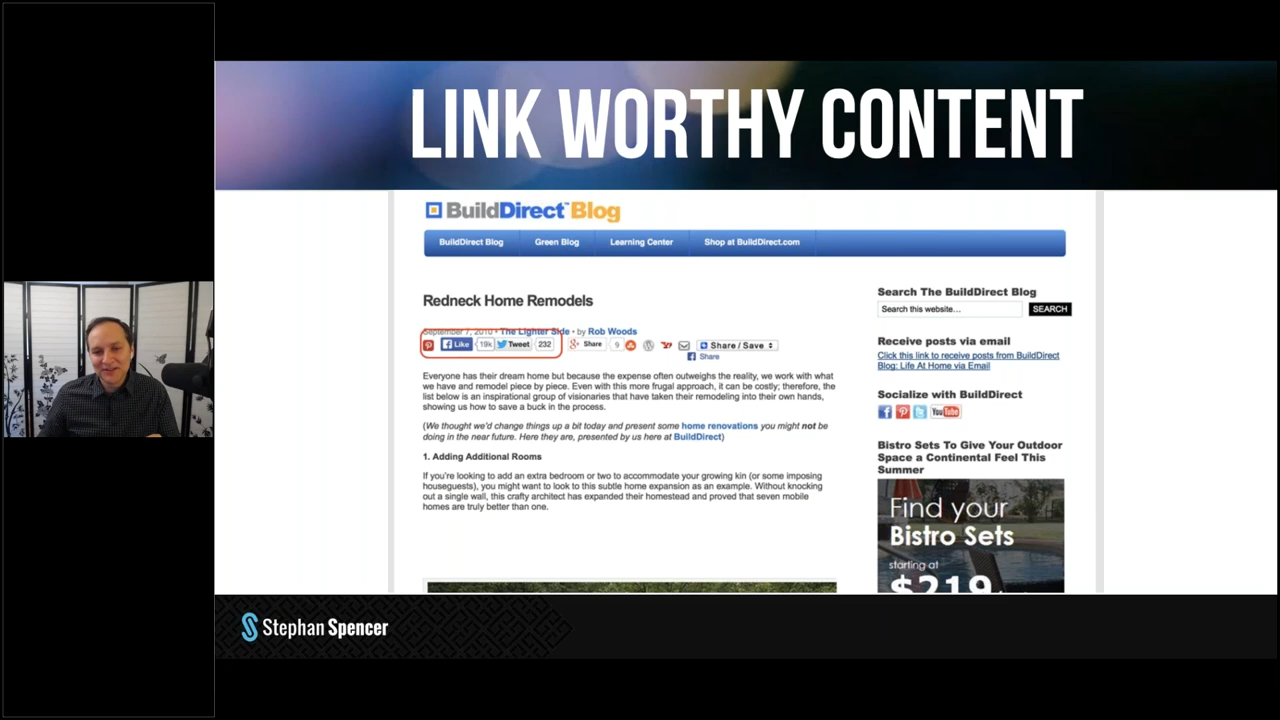 LINK WORTHY CONTENT
BuildDirect™Blog
BuildDirect Blog Green Blog Learning Center Shop at BuildDirect.com
Redneck Home Remodels
September 7, 2010 • The Lighter Side • by Rob Woods
Like 19k Tweet 232 Share 9 Share / Save
Share
Everyone has their dream home but because the expense often outweighs the reality, we work with what
we have and remodel piece by piece. Even with this more frugal approach, it can be costly; therefore, the
list below is an inspirational group of visionaries that have taken their remodeling into their own hands,
showing us how to save a buck in the process.
(We thought we'd change things up a bit today and present some home renovations you might not be
doing in the near future. Here they are, presented by us here at BuildDirect)
1. Adding Additional Rooms
If you're looking to add an extra bedroom or two to accommodate your growing kin (or some imposing
houseguests), you might want to look to this subtle home expansion as an example. Without knocking
out a single wall, this crafty architect has expanded their homestead and proved that seven mobile
homes are truly better than one.
Search The BuildDirect Blog
Search this website… SEARCH
Receive posts via email
Click this link to receive posts from BuildDirect
Blog: Life At Home via Email
Socialize with BuildDirect
You Tube
Bistro Sets To Give Your Outdoor
Space a Continental Feel This
Summer
Find your
Bistro Sets
starting at
$219
Stephan Spencer